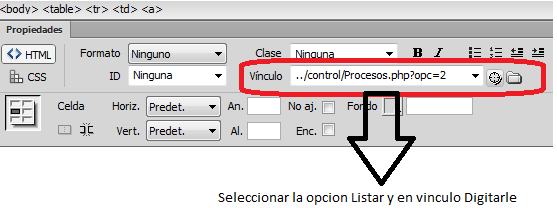 <body> <table> <tr> <td> <a>
Propiedades
<> HTML Formato Ninguno Clase Ninguna B I
CSS ID Ninguna Vínculo ../control/Procesos.php?opc=2
Celda Horiz. Predet. An. No aj. Fondo
Vert. Predet. Al. Enc.
Seleccionar la opcion Listar y en vinculo Digitarle